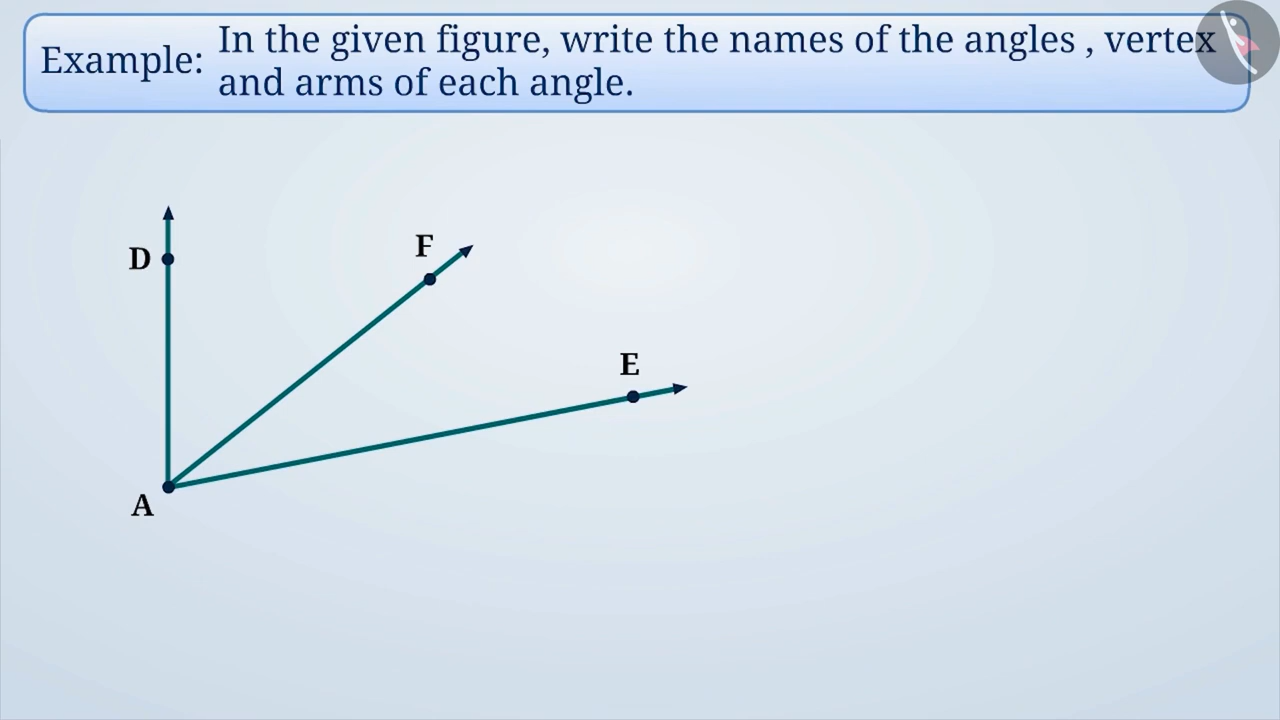 Example: In the given figure, write the names of the angles , vertex
and arms of each angle.
D
F
E
A